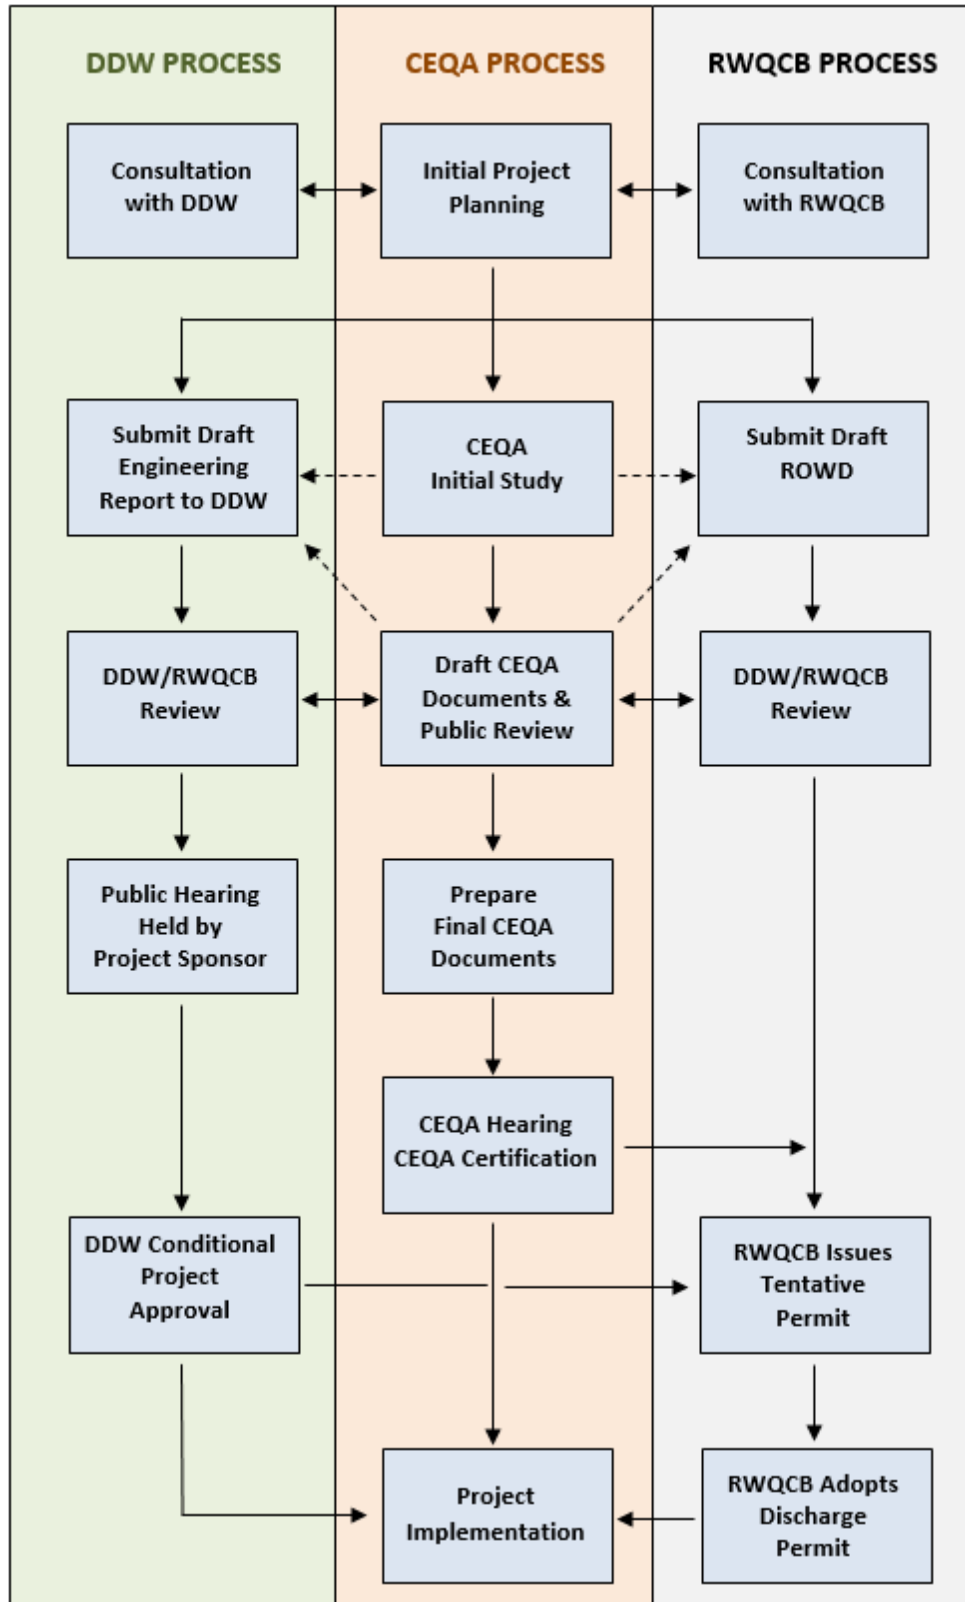 DDW PROCESS
CEQA PROCESS
RWQCB PROCESS
Consultation
with DDW
Initial Project
Planning
Consultation
with RWQCB
Submit Draft
Engineering
Report to DDW
CEQA
Initial Study
Submit Draft
ROWD
DDW/RWQCB
Review
Draft CEQA
Documents &
Public Review
DDW/RWQCB
Review
Public Hearing
Held by
Project Sponsor
Prepare
Final CEQA
Documents
CEQA Hearing
CEQA Certification
DDW Conditional
Project
Approval
RWQCB Issues
Tentative
Permit
Project
Implementation
RWQCB Adopts
Discharge
Permit